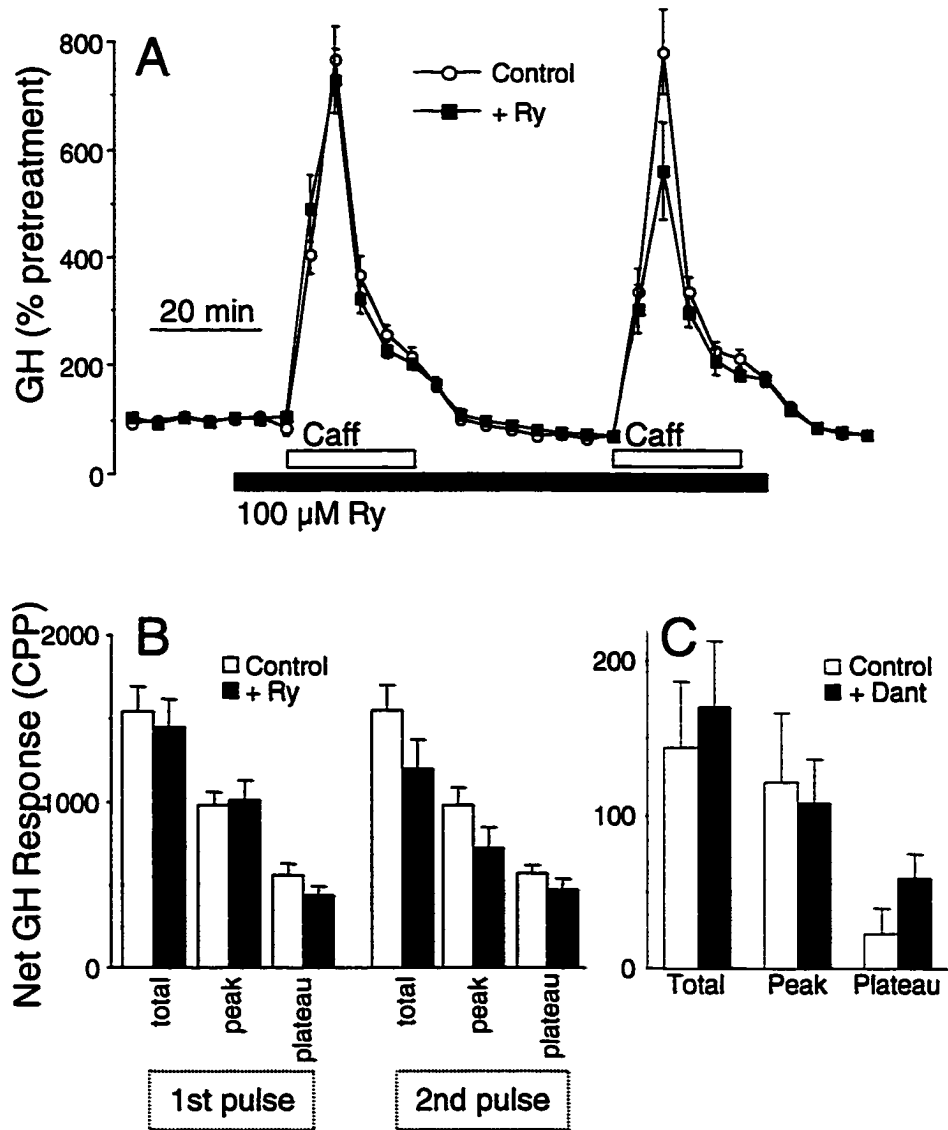 A
GH (% pretreatment)
800
600
400
200
0
Control
+ Ry
20 min
Caff
Caff
100 µM Ry
Net GH Response (CPP)
B
2000
1000
0
Control
+ Ry
total
peak
plateau
total
peak
plateau
1st pulse
2nd pulse
C
200
100
0
Control
+ Dant
Total Peak Plateau